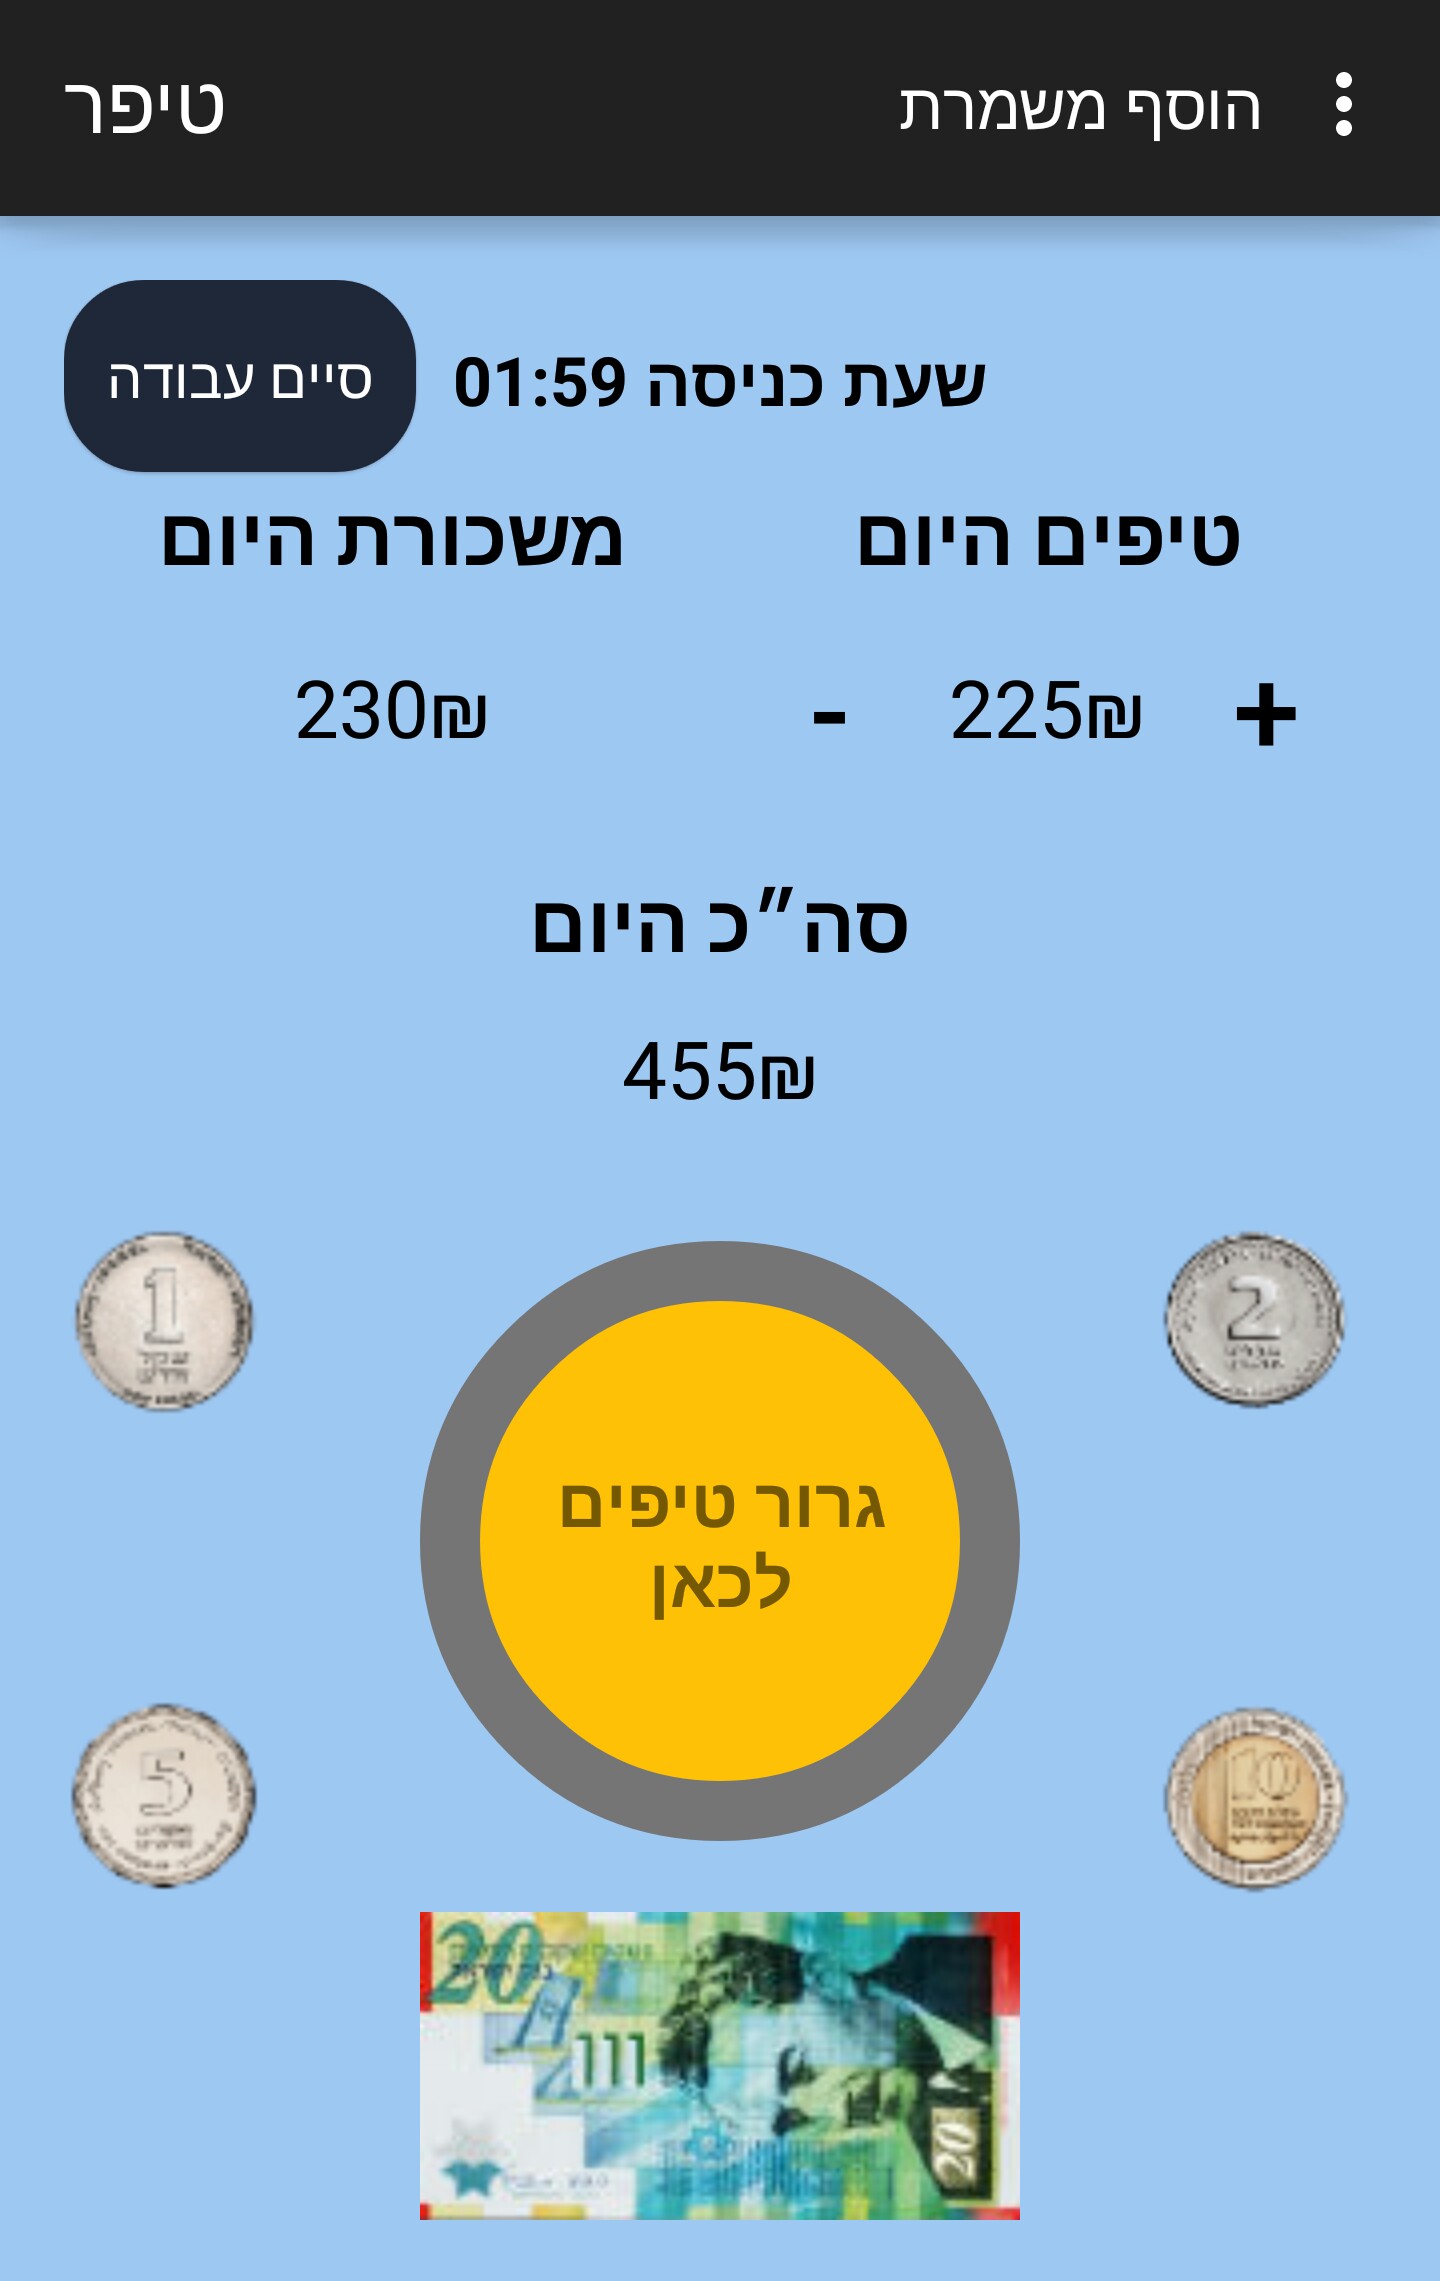 טיפר
הוסף משמרת
סיים עבודה
שעת כניסה 01:59
טיפים היום
משכורת היום
+
₪225
-
₪230
סה״כ היום
₪455
1
2
גרור טיפים
לכאן
5
10
20
20